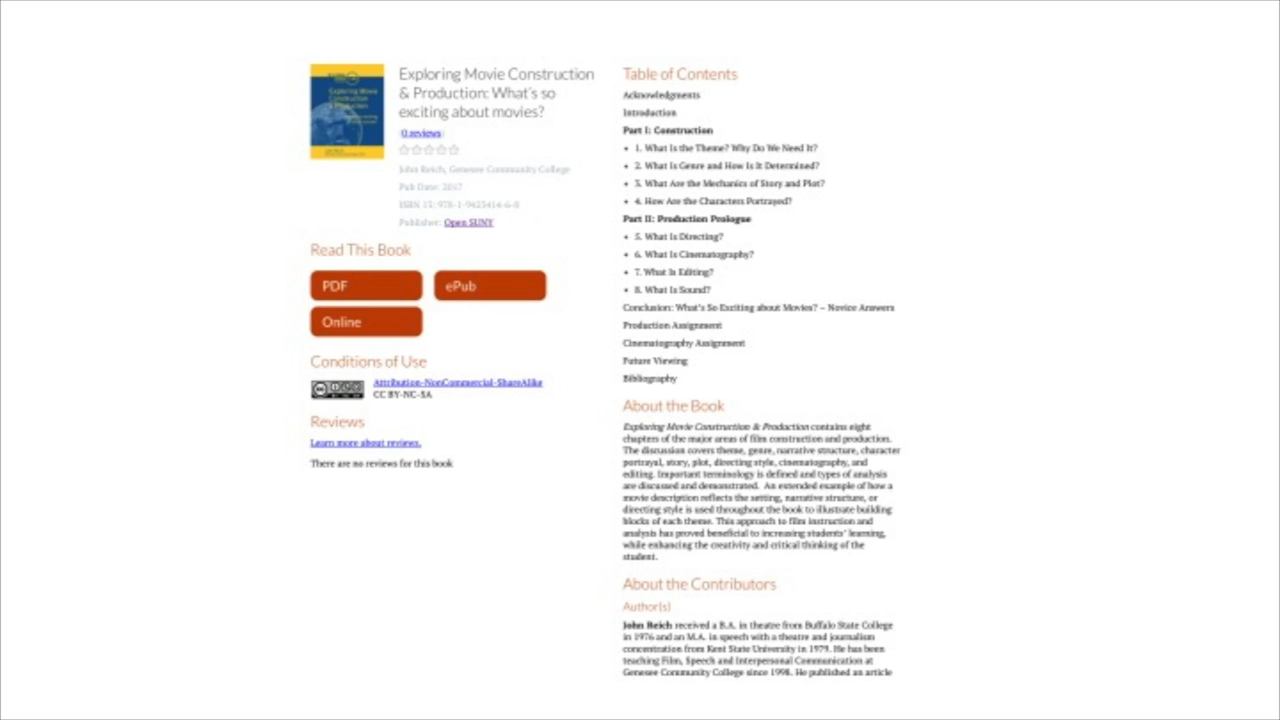 Exploring Movie Construction
& Production: What's so
exciting about movies?
(0 reviews)
John Reich, Genesee Community College
Pub Date: 2017
ISBN 13: 978-1-9423414-6-8
Publisher: Open SUNY
Read This Book
PDF
ePub
Online
Conditions of Use
Attribution-NonCommercial-ShareAlike
CC BY-NC-SA
Reviews
Learn more about reviews.
There are no reviews for this book
Table of Contents
Acknowledgments
Introduction
Part I: Construction
• 1. What Is the Theme? Why Do We Need It?
• 2. What Is Genre and How Is It Determined?
• 3. What Are the Mechanics of Story and Plot?
• 4. How Are the Characters Portrayed?
Part II: Production Prologue
• 5. What Is Directing?
• 6. What Is Cinematography?
• 7. What Is Editing?
• 8. What Is Sound?
Conclusion: What's So Exciting about Movies? – Novice Answers
Production Assignment
Cinematography Assignment
Future Viewing
Bibliography
About the Book
Exploring Movie Construction & Production contains eight
chapters of the major areas of film construction and production.
The discussion covers theme, genre, narrative structure, character
portrayal, story, plot, directing style, cinematography, and
editing. Important terminology is defined and types of analysis
are discussed and demonstrated. An extended example of how a
movie description reflects the setting, narrative structure, or
directing style is used throughout the book to illustrate building
blocks of each theme. This approach to film instruction and
analysis has proved beneficial to increasing students' learning,
while enhancing the creativity and critical thinking of the
student.
About the Contributors
Author(s)
John Reich received a B.A. in theatre from Buffalo State College
in 1976 and an M.A. in speech with a theatre and journalism
concentration from Kent State University in 1979. He has been
teaching Film, Speech and Interpersonal Communication at
Genesee Community College since 1998. He published an article